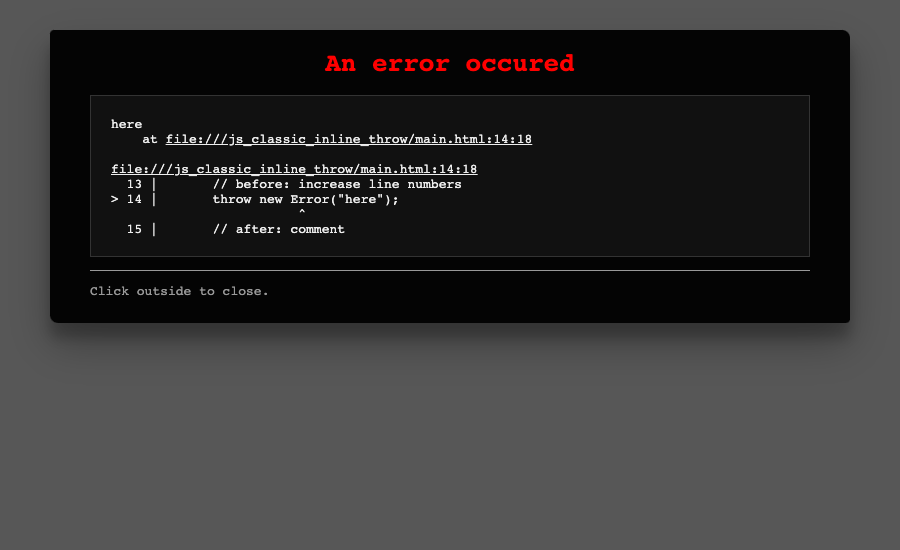 An error occured
here
    at file:///js_classic_inline_throw/main.html:14:18
file:///js_classic_inline_throw/main.html:14:18
  13 |       // before: increase line numbers
> 14 |       throw new Error("here");
                        ^
  15 |       // after: comment
Click outside to close.